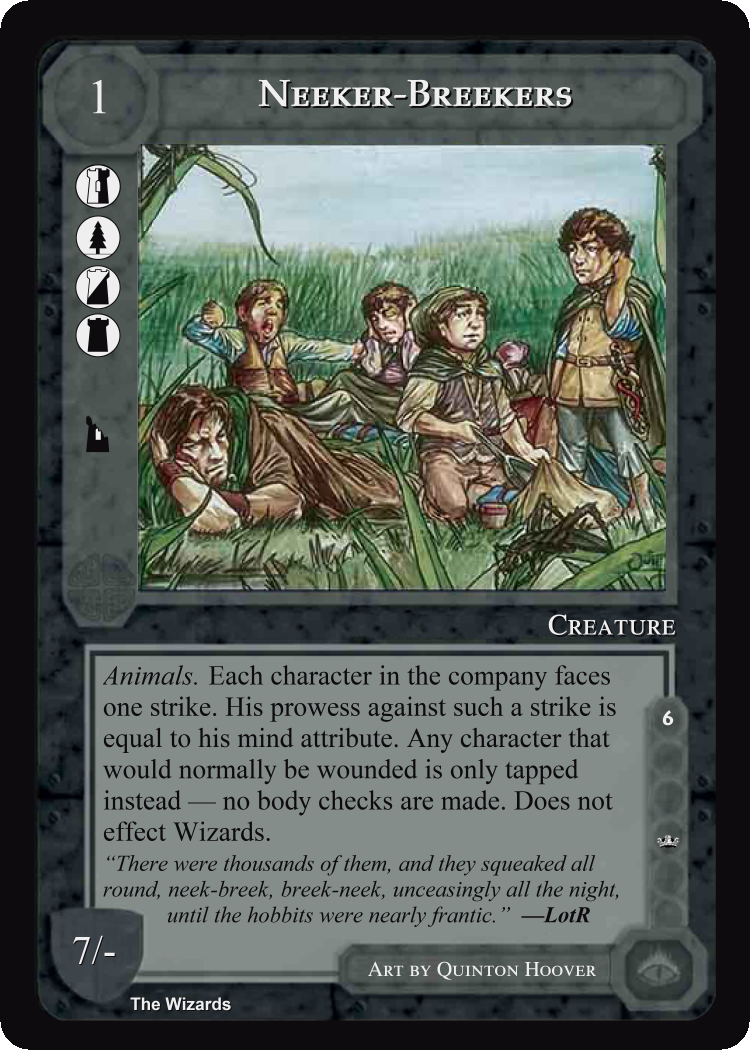 1
Neeker-Breekers
Creature
Animals. Each character in the company faces
one strike. His prowess against such a strike is
equal to his mind attribute. Any character that
would normally be wounded is only tapped
instead — no body checks are made. Does not
effect Wizards.
“There were thousands of them, and they squeaked all
round, neek-breek, breek-neek, unceasingly all the night,
until the hobbits were nearly frantic.” —LotR
6
7/-
Art by Quinton Hoover
The Wizards